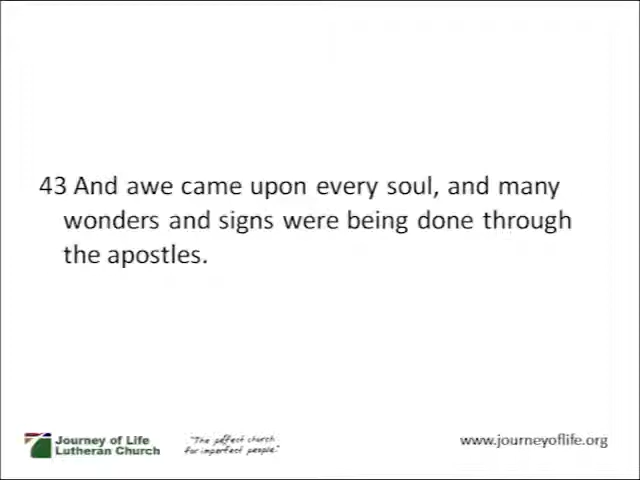 43 And awe came upon every soul, and many
wonders and signs were being done through
the apostles.
Journey of Life
Lutheran Church
"The perfect church
for imperfect people."
www.journeyoflife.org